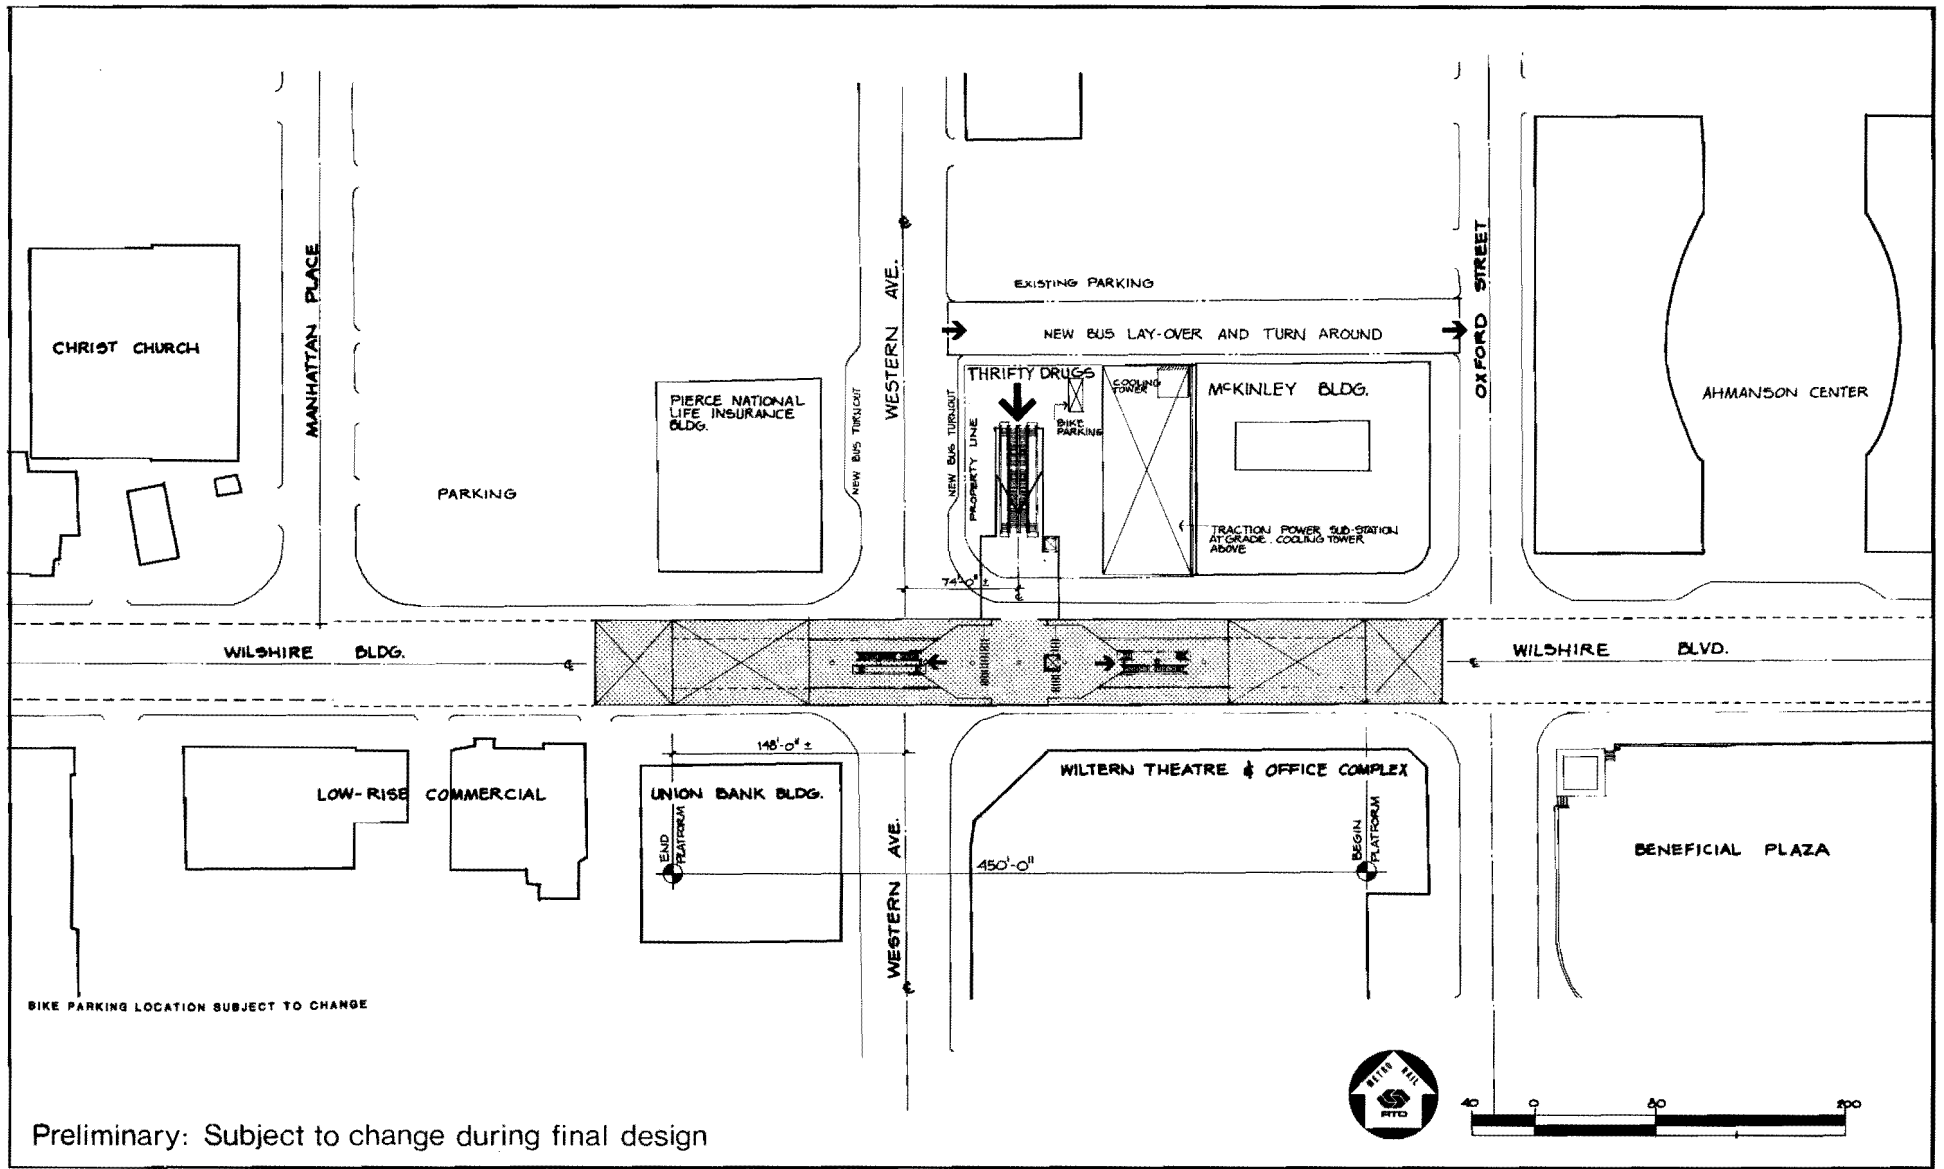 EXISTING PARKING
NEW BUS LAY-OVER AND TURN AROUND
MANHATTAN PLACE
WESTERN AVE.
OXFORD STREET
CHRIST CHURCH
PIERCE NATIONAL
LIFE INSURANCE
BLDG.
NEW BUS TURNOUT
NEW BUS TURNOUT
PROPERTY LINE
THRIFTY DRUGS
BIKE
PARKING
COOLING
TOWER
McKINLEY BLDG.
AHMANSON CENTER
PARKING
TRACTION POWER SUB-STATION
AT GRADE. COOLING TOWER
ABOVE
74'-0" ±
WILSHIRE BLDG.
WILSHIRE BLVD.
148'-0" ±
LOW-RISE COMMERCIAL
UNION BANK BLDG.
WILTERN THEATRE & OFFICE COMPLEX
END
PLATFORM
BEGIN
PLATFORM
450'-0"
WESTERN AVE.
BENEFICIAL PLAZA
BIKE PARKING LOCATION SUBJECT TO CHANGE
METRO RAIL
RTD
40 0 80 200
Preliminary: Subject to change during final design